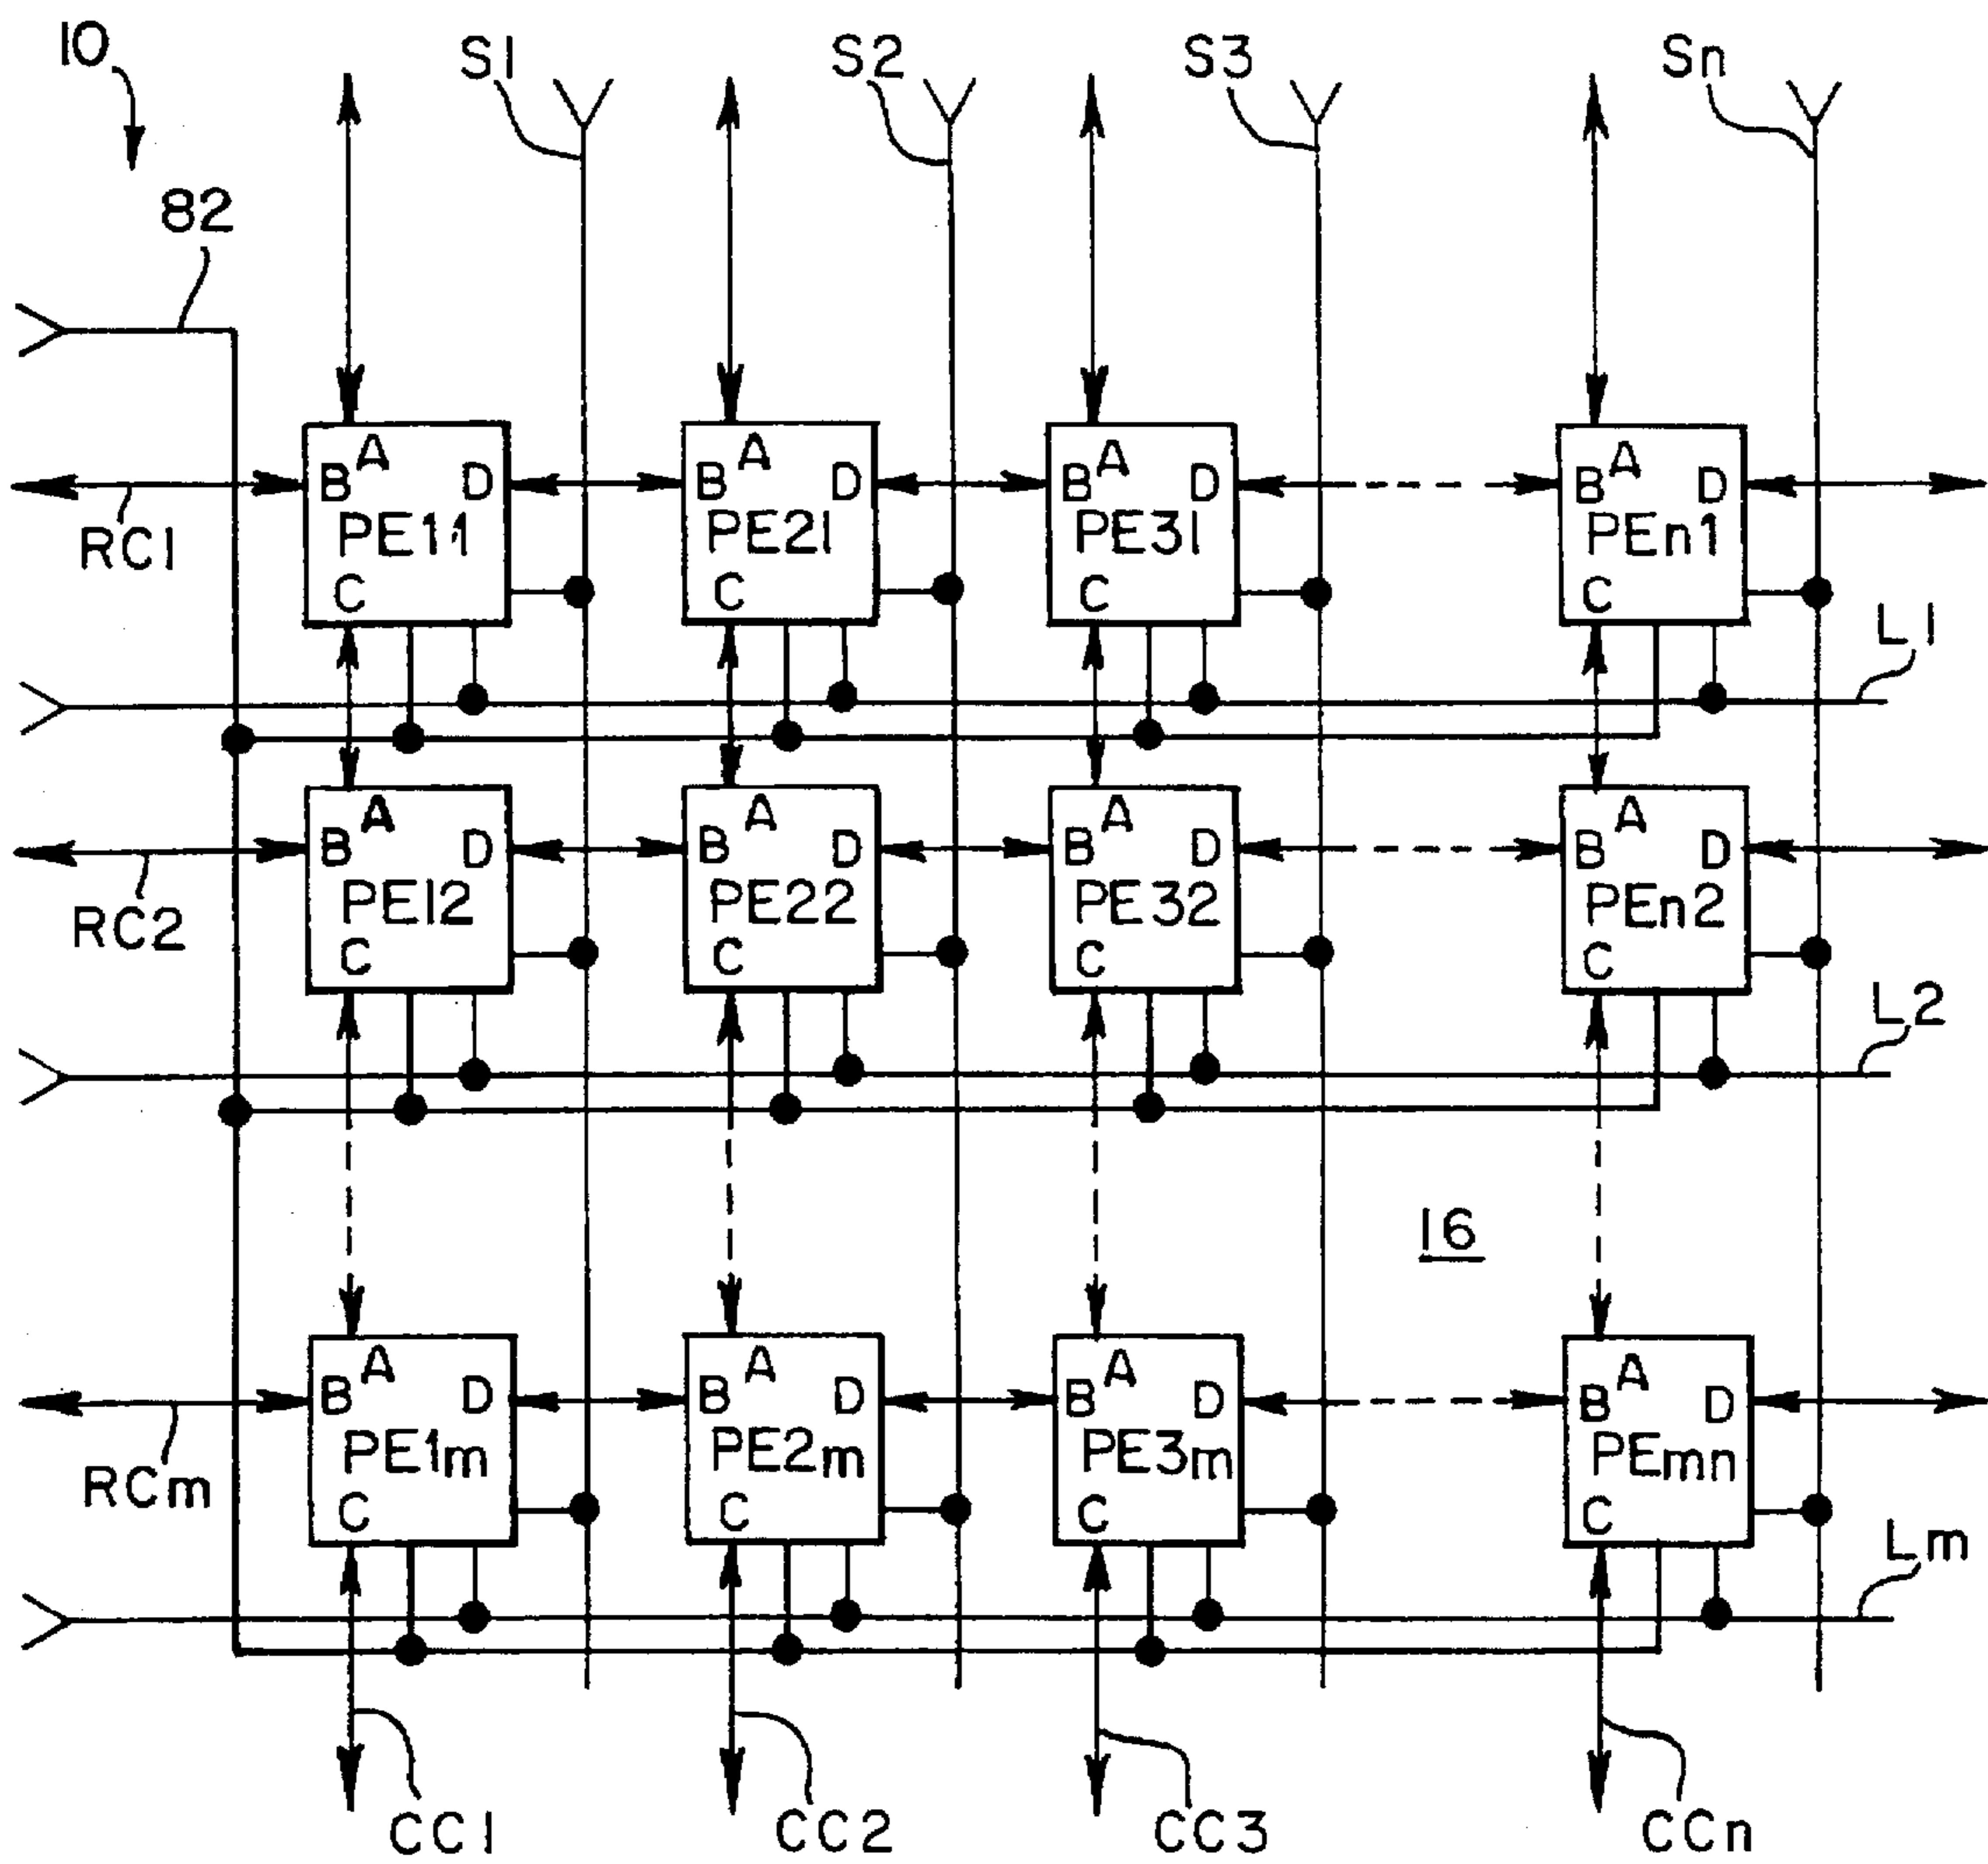 10 S1 S2 S3 Sn
82
A A A A
B D B D B D B D
RC1 PE11 PE21 PE31 PEn1
C C C C
L1
A A A A
B D B D B D B D
RC2 PE12 PE22 PE32 PEn2
C C C C
L2
16
A A A A
B D B D B D B D
RCm PE1m PE2m PE3m PEmn
C C C C
Lm
CC1 CC2 CC3 CCn